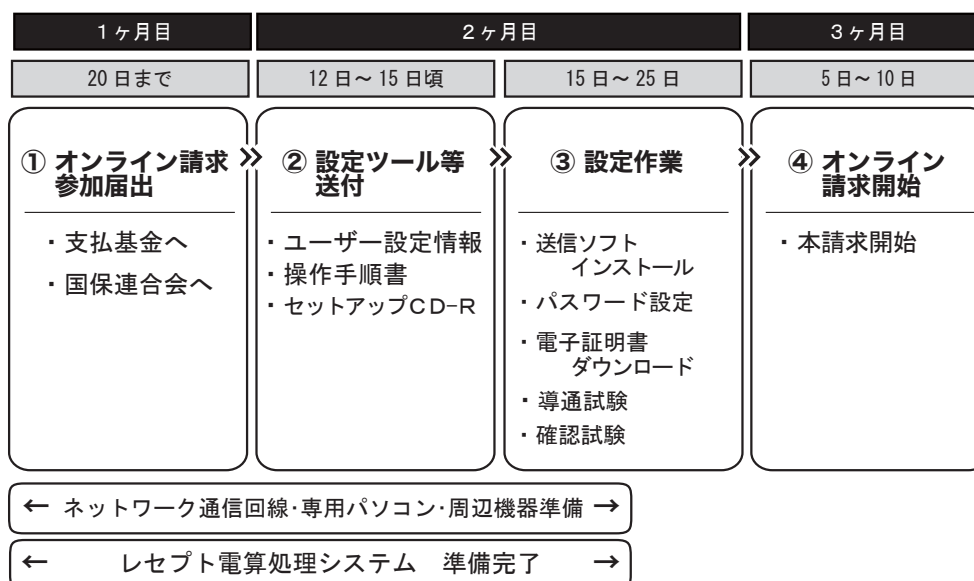 1ヶ月目
2ヶ月目
3ヶ月目
20日まで
12日～15日頃
15日～25日
5日～10日
① オンライン請求
参加届出
・支払基金へ
・国保連合会へ
»
② 設定ツール等
送付
・ユーザー設定情報
・操作手順書
・セットアップCD-R
»
③ 設定作業
・送信ソフト
インストール
・パスワード設定
・電子証明書
ダウンロード
・導通試験
・確認試験
»
④ オンライン
請求開始
・本請求開始
← ネットワーク通信回線･専用パソコン･周辺機器準備 →
← レセプト電算処理システム　準備完了 →